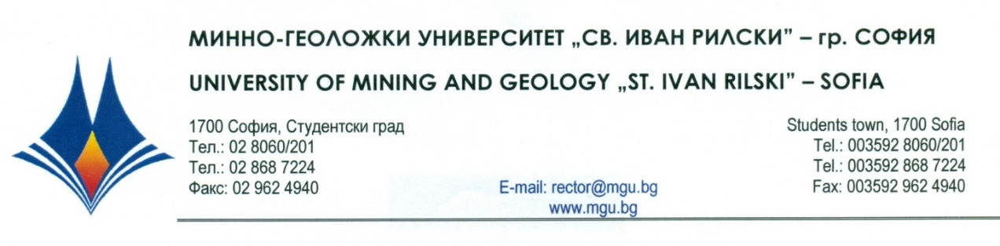 МИННО-ГЕОЛОЖКИ УНИВЕРСИТЕТ „СВ. ИВАН РИЛСКИ” – гр. СОФИЯ
UNIVERSITY OF MINING AND GEOLOGY „ST. IVAN RILSKI” – SOFIA
1700 София, Студентски град
Тел.: 02 8060/201
Тел.: 02 868 7224
Факс: 02 962 4940
E-mail: rector@mgu.bg
www.mgu.bg
Students town, 1700 Sofia
Tel.: 003592 8060/201
Tel.: 003592 868 7224
Fax: 003592 962 4940